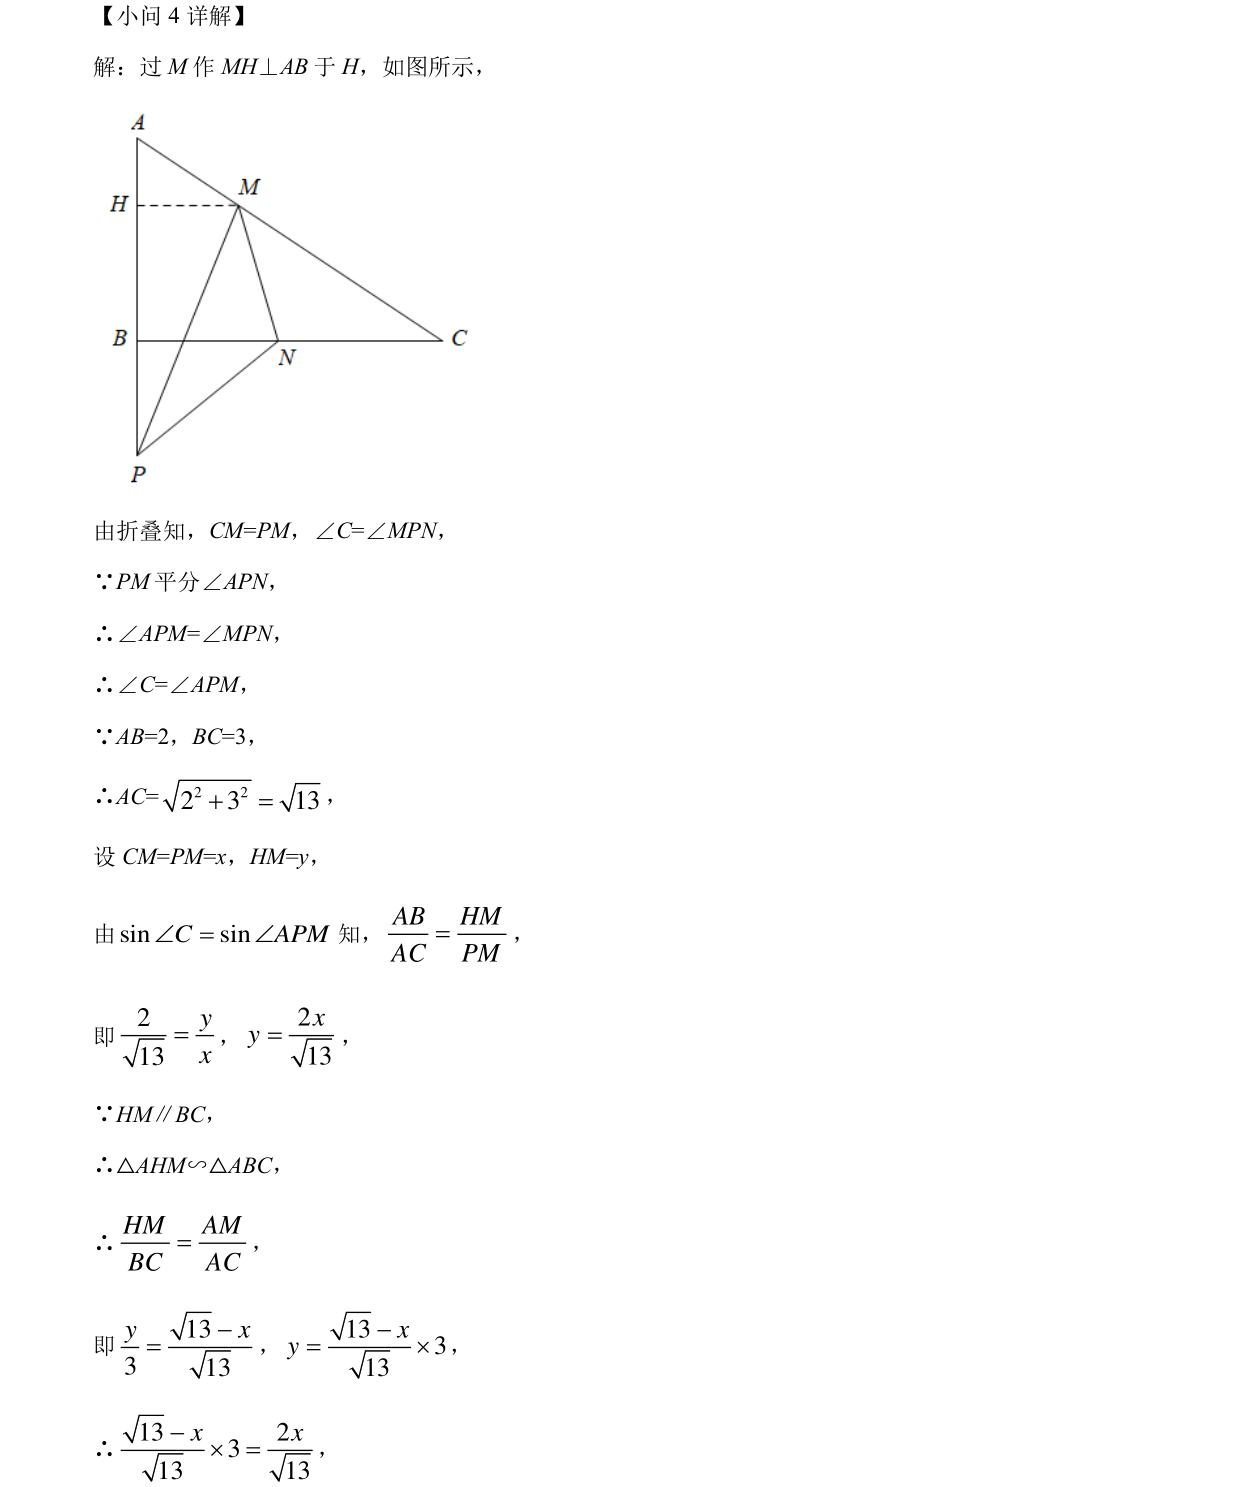 【小问 4 详解】
解：过 M 作 MH⊥AB 于 H，如图所示，
A
M
H
B
C
N
P
由折叠知，CM=PM，∠C=∠MPN，
∵PM 平分∠APN，
∴∠APM=∠MPN，
∴∠C=∠APM，
∵AB=2，BC=3，
∴AC=√(2²+3²)=√13，
设 CM=PM=x，HM=y，
由 sin∠C=sin∠APM 知，AB/AC=HM/PM，
即 2/√13=y/x，y=2x/√13，
∵HM∥BC，
∴△AHM∽△ABC，
∴HM/BC=AM/AC，
即 y/3=(√13-x)/√13，y=(√13-x)/√13×3，
∴(√13-x)/√13×3=2x/√13，